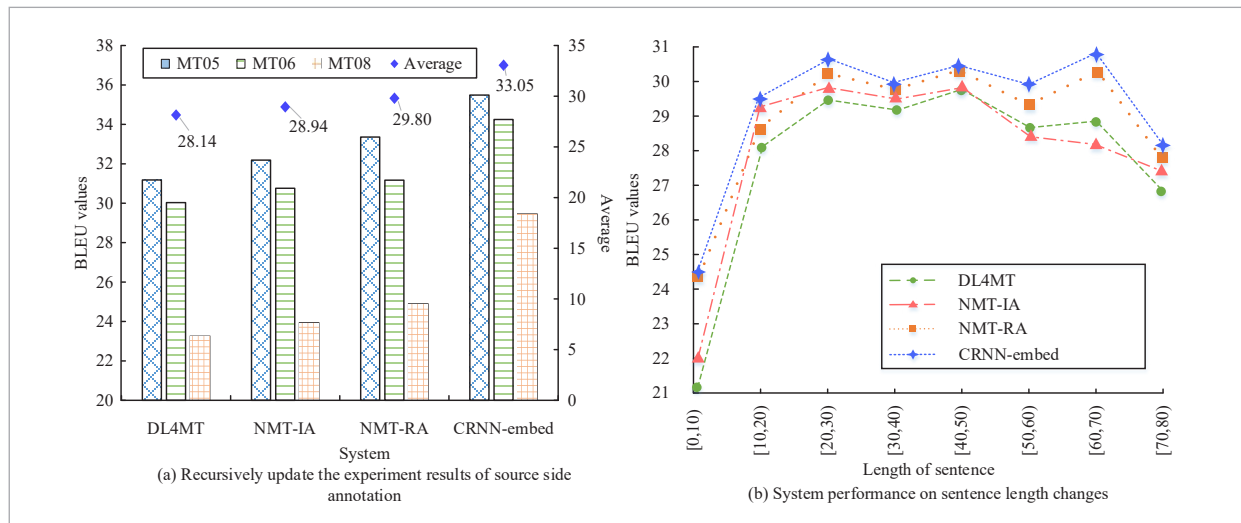 38
36
34
32
30
28
26
24
22
20
BLEU values
MT05
MT06
MT08
Average
28.14
28.94
29.80
33.05
35
30
25
20
15
10
5
0
Average
DL4MT
NMT-IA
NMT-RA
CRNN-embed
System
(a) Recursively update the experiment results of source side
annotation
31
30
29
28
27
26
25
24
23
22
21
BLEU values
DL4MT
NMT-IA
NMT-RA
CRNN-embed
[0,10)
[10,20)
[20,30)
[30,40)
[40,50)
[50,60)
[60,70)
[70,80)
Length of sentence
(b) System performance on sentence length changes